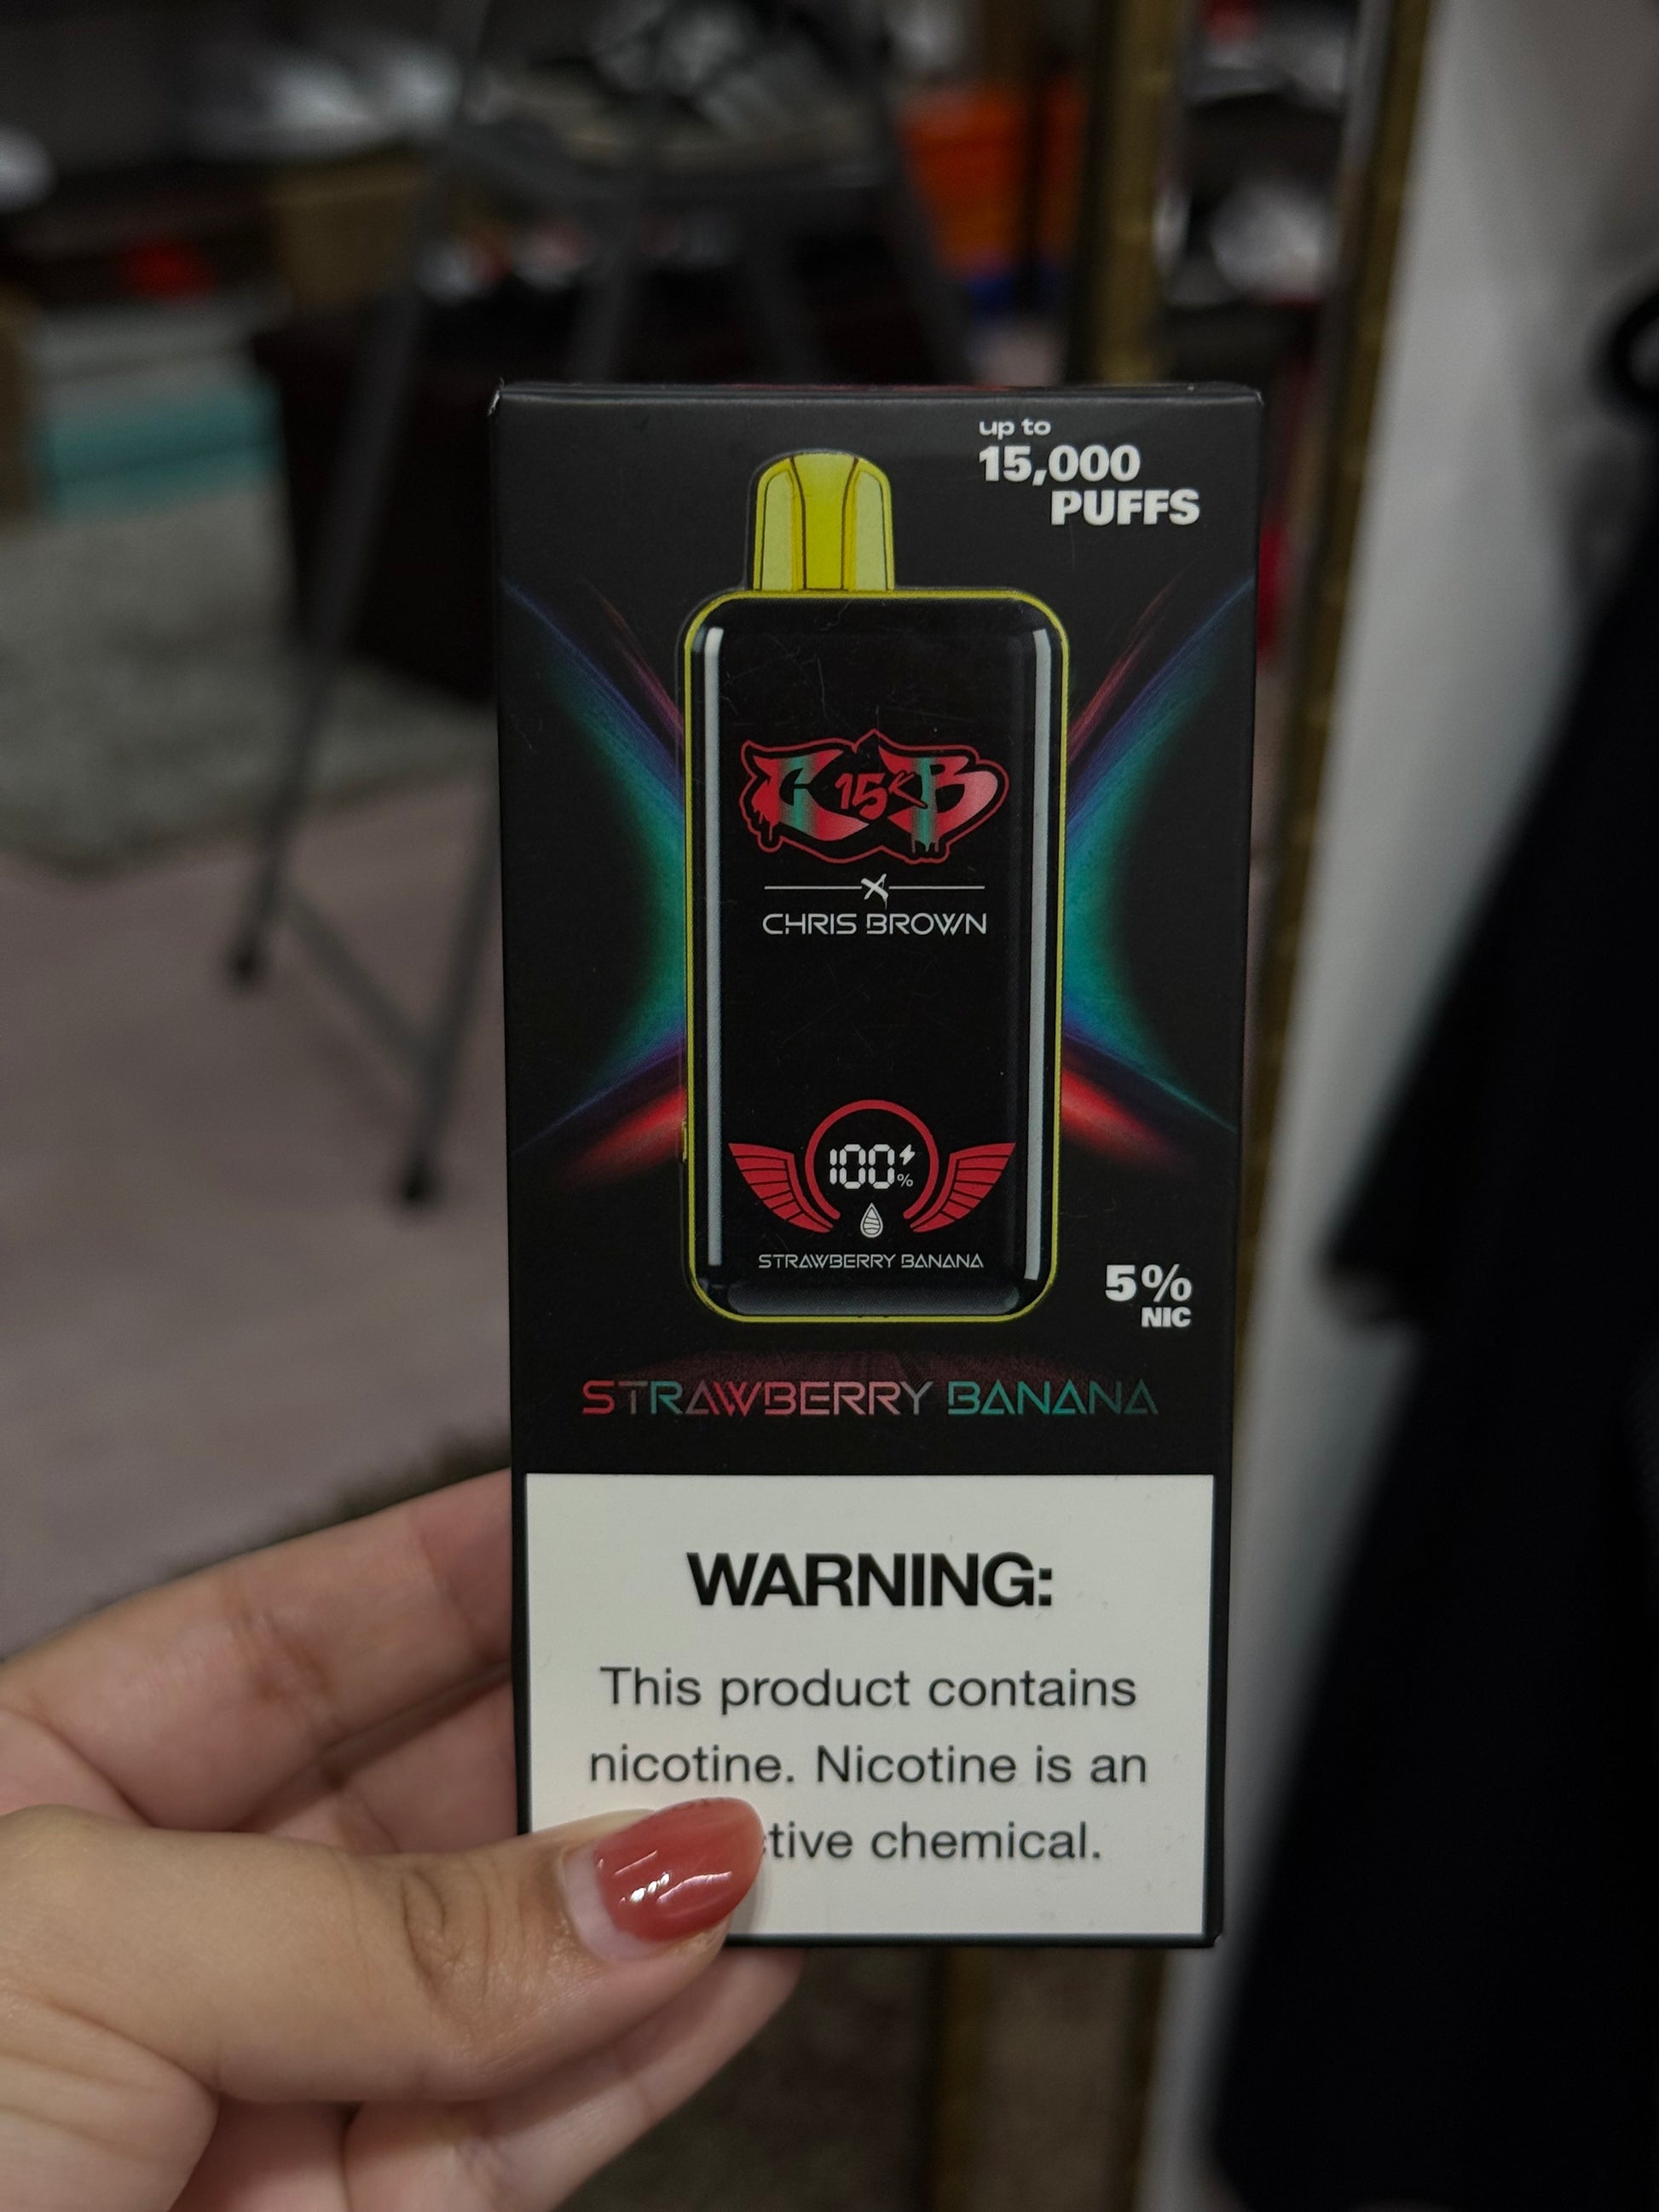 up to
15,000
PUFFS
C 15K B
X
CHRIS BROWN
100%
STRAWBERRY BANANA
5%
NIC
STRAWBERRY BANANA
WARNING:
This product contains
nicotine. Nicotine is an
chemical.